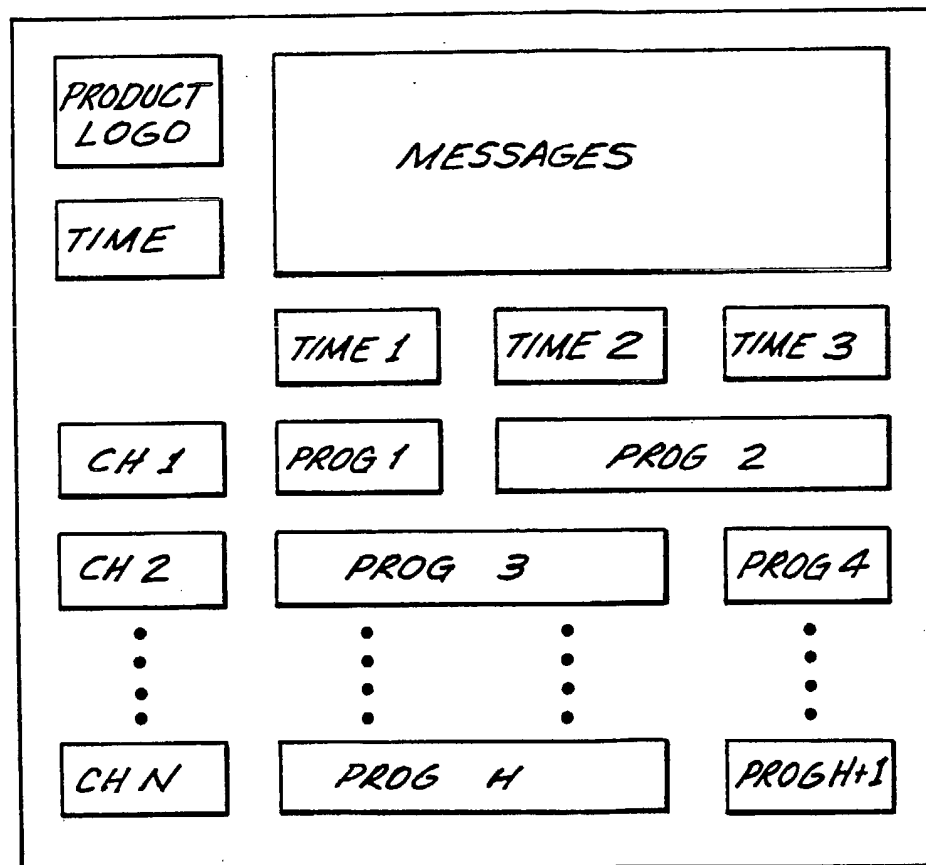 PRODUCT
LOGO
MESSAGES
TIME
TIME 1
TIME 2
TIME 3
CH 1
PROG 1
PROG 2
CH 2
PROG 3
PROG 4
CH N
PROG H
PROG H+1